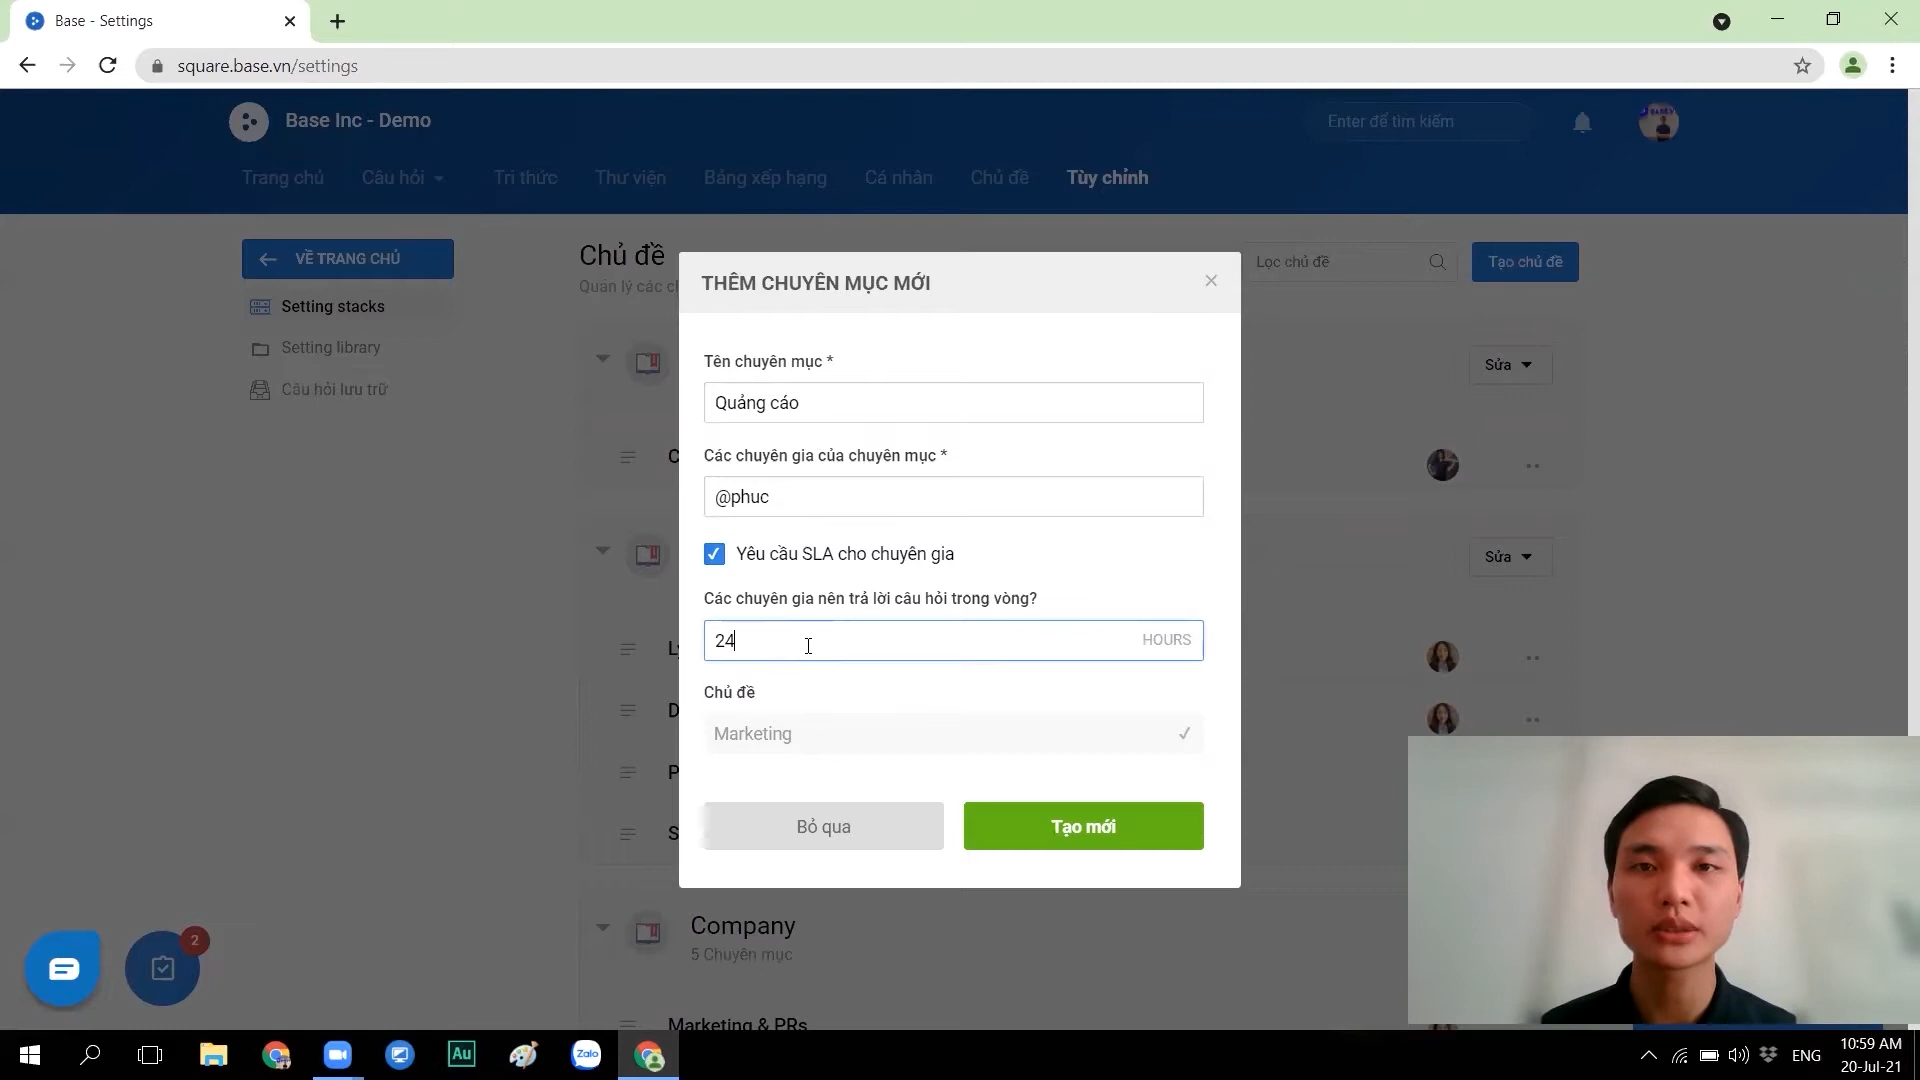 Base - Settings
square.base.vn/settings
Base Inc - Demo
Enter để tìm kiếm
Trang chủ Câu hỏi Tri thức Thư viện Bảng xếp hạng Cá nhân Chủ đề Tùy chỉnh
VỀ TRANG CHỦ
Setting stacks
Setting library
Câu hỏi lưu trữ
Chủ đề
Quản lý các c
Lọc chủ đề
Tạo chủ đề
Sửa
C
Sửa
L
D
P
S
THÊM CHUYÊN MỤC MỚI
Tên chuyên mục *
Quảng cáo
Các chuyên gia của chuyên mục *
@phuc
Yêu cầu SLA cho chuyên gia
Các chuyên gia nên trả lời câu hỏi trong vòng?
24 HOURS
Chủ đề
Marketing
Bỏ qua Tạo mới
Company
5 Chuyên mục
Marketing & PRs
2
Au
Zalo
ENG
10:59 AM
20-Jul-21